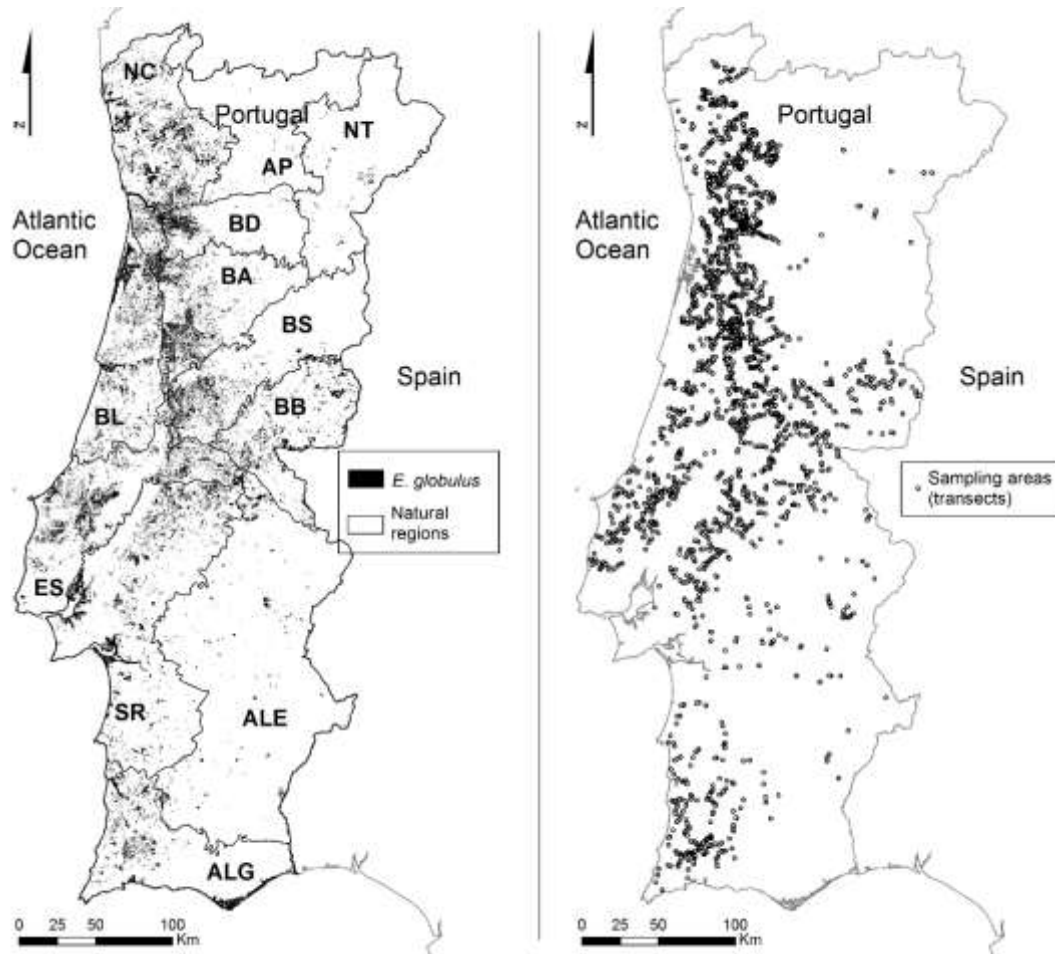 NC
Portugal
NT
AP
Atlantic
Ocean
BD
BA
BS
Spain
BL
BB
E. globulus
Natural
regions
ES
SR
ALE
ALG
0 25 50 100
Km
z
Portugal
Atlantic
Ocean
Spain
Sampling areas
(transects)
0 25 50 100
Km
z